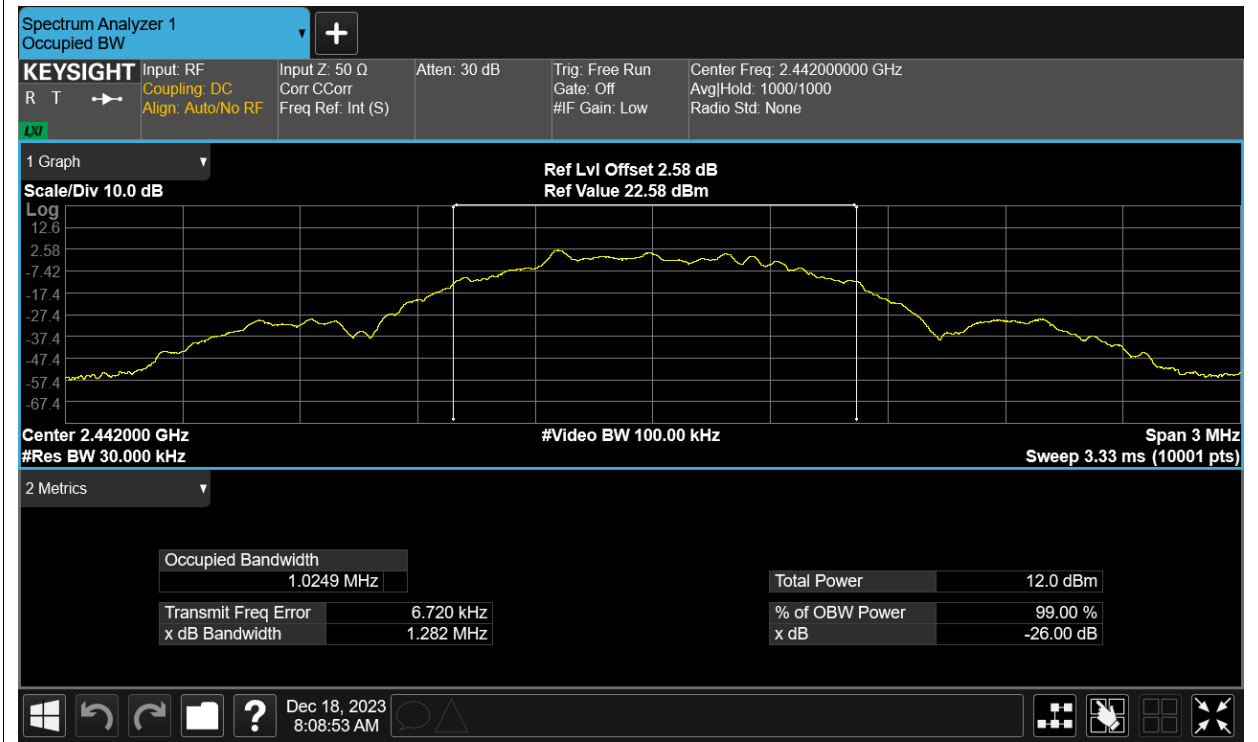 Spectrum Analyzer 1
Occupied BW
KEYSIGHT
R T
LXI
Input: RF
Coupling: DC
Align: Auto/No RF
Input Z: 50 Ω
Corr CCorr
Freq Ref: Int (S)
Atten: 30 dB
Trig: Free Run
Gate: Off
#IF Gain: Low
Center Freq: 2.442000000 GHz
Avg|Hold: 1000/1000
Radio Std: None
1 Graph
Scale/Div 10.0 dB
Ref Lvl Offset 2.58 dB
Ref Value 22.58 dBm
Log
12.6
2.58
-7.42
-17.4
-27.4
-37.4
-47.4
-57.4
-67.4
Center 2.442000 GHz
#Video BW 100.00 kHz
Span 3 MHz
#Res BW 30.000 kHz
Sweep 3.33 ms (10001 pts)
2 Metrics
Occupied Bandwidth
1.0249 MHz
Total Power 12.0 dBm
Transmit Freq Error 6.720 kHz
% of OBW Power 99.00 %
x dB Bandwidth 1.282 MHz
x dB -26.00 dB
?
Dec 18, 2023
8:08:53 AM